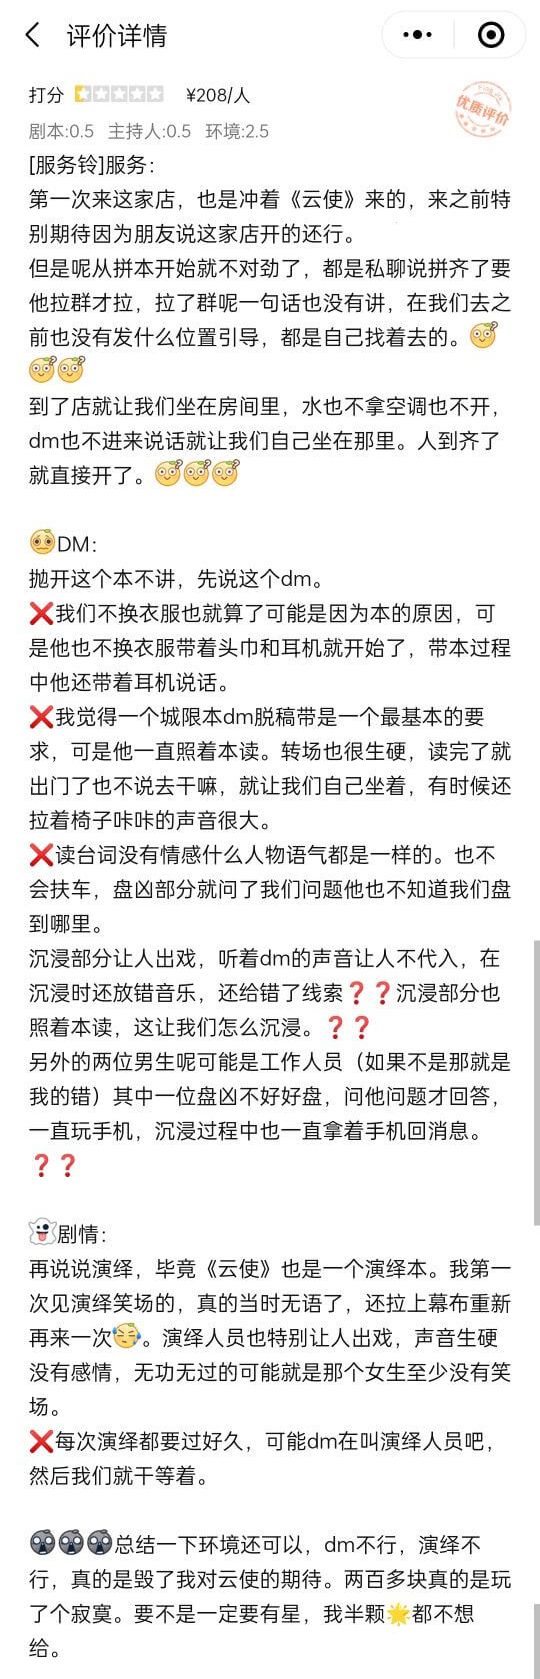 评价详情
打分 ¥208/人
优质评价
剧本:0.5 主持人:0.5 环境:2.5
[服务铃]服务：
第一次来这家店，也是冲着《云使》来的，来之前特
别期待因为朋友说这家店开的还行。
但是呢从拼本开始就不对劲了，都是私聊说拼齐了要
他拉群才拉，拉了群呢一句话也没有讲，在我们去之
前也没有发什么位置引导，都是自己找着去的。
到了店就让我们坐在房间里，水也不拿空调也不开，
dm也不进来说话就让我们自己坐在那里。人到齐了
就直接开了。
DM：
抛开这个本不讲，先说这个dm。
❌我们不换衣服也就算了可能是因为本的原因，可
是他也不换衣服带着头巾和耳机就开始了，带本过程
中他还带着耳机说话。
❌我觉得一个城限本dm脱稿带是一个最基本的要
求，可是他一直照着本读。转场也很生硬，读完了就
出门了也不说去干嘛，就让我们自己坐着，有时候还
拉着椅子咔咔的声音很大。
❌读台词没有情感什么人物语气都是一样的。也不
会扶车，盘凶部分就问了我们问题他也不知道我们盘
到哪里。
沉浸部分让人出戏，听着dm的声音让人不代入，在
沉浸时还放错音乐，还给错了线索❓❓沉浸部分也
照着本读，这让我们怎么沉浸。❓❓
另外的两位男生呢可能是工作人员（如果不是那就是
我的错）其中一位盘凶不好好盘，问他问题才回答，
一直玩手机，沉浸过程中也一直拿着手机回消息。
❓❓
👻剧情：
再说说演绎，毕竟《云使》也是一个演绎本。我第一
次见演绎笑场的，真的当时无语了，还拉上幕布重新
再来一次😓。演绎人员也特别让人出戏，声音生硬
没有感情，无功无过的可能就是那个女生至少没有笑
场。
❌每次演绎都要过好久，可能dm在叫演绎人员吧，
然后我们就干等着。
总结一下环境还可以，dm不行，演绎不
行，真的是毁了我对云使的期待。两百多块真的是玩
了个寂寞。要不是一定要有星，我半颗🌟都不想
给。